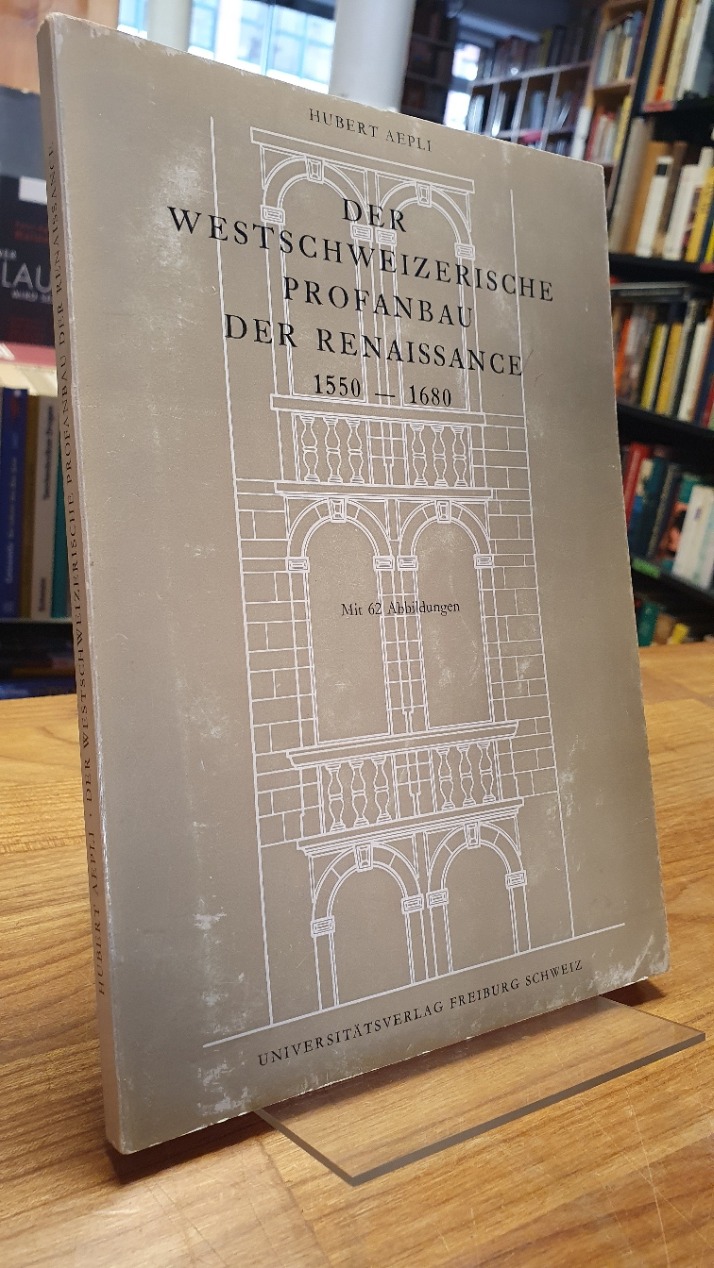 HUBERT AEPLI
DER
WESTSCHWEIZERISCHE
PROFANBAU
DER RENAISSANCE
1550 — 1680
Mit 62 Abbildungen
UNIVERSITÄTSVERLAG FREIBURG SCHWEIZ
HUBERT AEPLI · DER WESTSCHWEIZERISCHE PROFANBAU DER RENAISSANCE